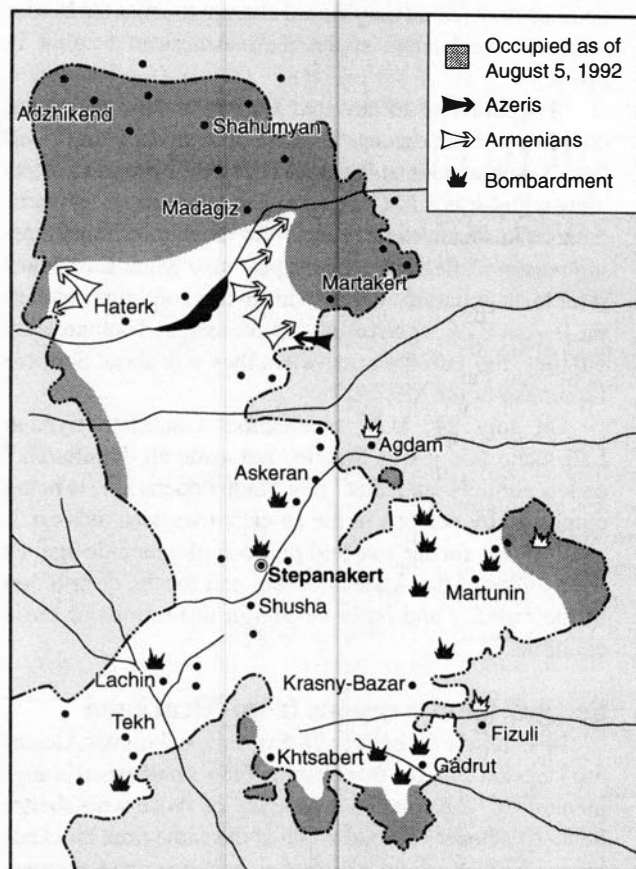 Occupied as of
August 5, 1992
Azeris
Armenians
Bombardment
Adzhikend
Shahumyan
Madagiz
Martakert
Haterk
Agdam
Askeran
Stepanakert
Martunin
Shusha
Lachin
Krasny-Bazar
Tekh
Fizuli
Khtsabert
Gadrut